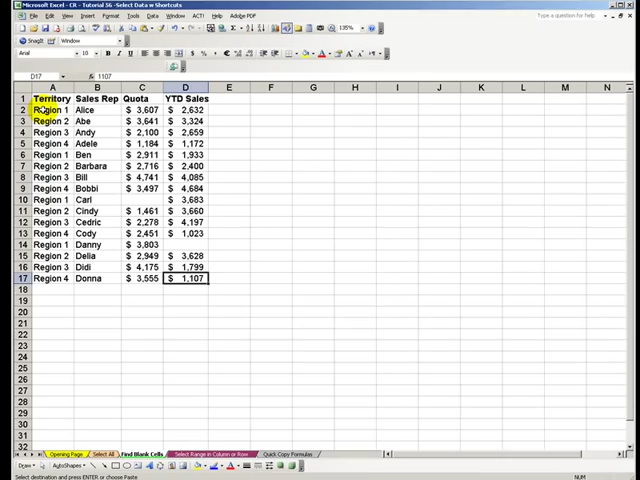 Microsoft Excel - CR - Tutorial 56 -Select Data w Shortcuts
File Edit View Insert Format Tools Data Window ACT! Help Adobe PDF
Type a question for help
135%
SnagIt Window
Arial 10 B I U
D17 1107
A B C D E F G H I J K L M N
1 Territory Sales Rep Quota YTD Sales
2 Region 1 Alice $ 3,607 $ 2,632
3 Region 2 Abe $ 3,641 $ 3,324
4 Region 3 Andy $ 2,100 $ 2,659
5 Region 4 Adele $ 1,184 $ 1,172
6 Region 1 Ben $ 2,911 $ 1,933
7 Region 2 Barbara $ 2,716 $ 2,400
8 Region 3 Bill $ 4,741 $ 4,085
9 Region 4 Bobbi $ 3,497 $ 4,684
10 Region 1 Carl $ 3,683
11 Region 2 Cindy $ 1,461 $ 3,660
12 Region 3 Cedric $ 2,278 $ 4,197
13 Region 4 Cody $ 2,451 $ 1,023
14 Region 1 Danny $ 3,803
15 Region 2 Delia $ 2,949 $ 3,628
16 Region 3 Didi $ 4,175 $ 1,799
17 Region 4 Donna $ 3,555 $ 1,107
18
19
20
21
22
23
24
25
26
27
28
29
30
31
32
Opening Page Select All Find Blank Cells Select Range in Column or Row Quick Copy Formulas
Draw AutoShapes
Select destination and press ENTER or choose Paste NUM